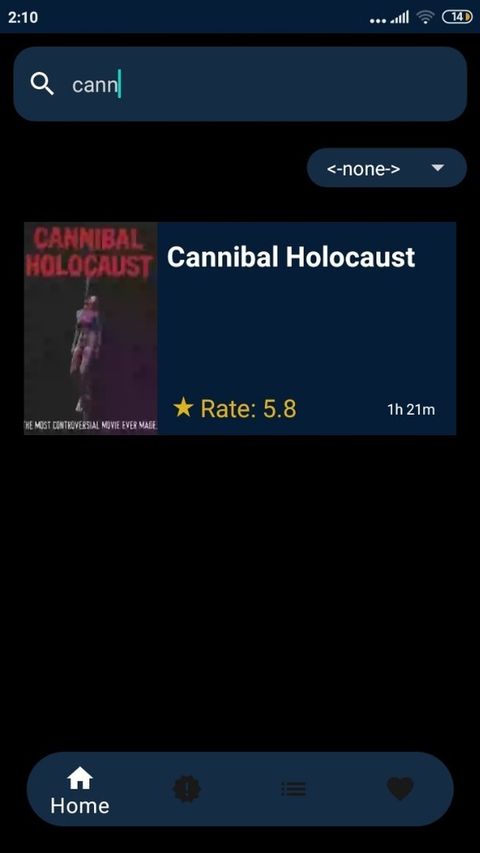 2:10
14
cann
<-none->
CANNIBAL
HOLOCAUST
THE MOST CONTROVERSIAL MOVIE EVER MADE.
Cannibal Holocaust
Rate: 5.8
1h 21m
Home